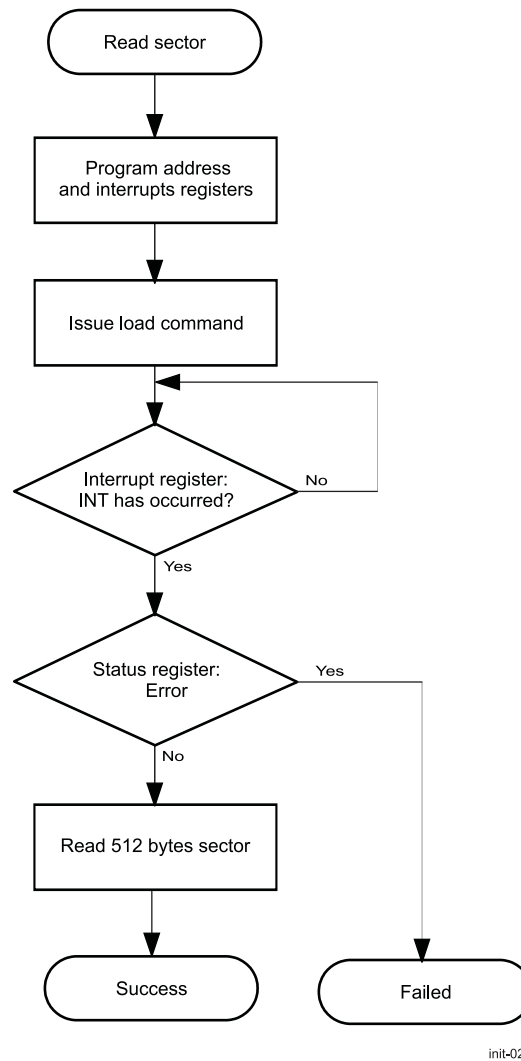 Read sector
Program address
and interrupts registers
Issue load command
Interrupt register:
INT has occurred?
No
Yes
Status register:
Error
Yes
No
Read 512 bytes sector
Success
Failed